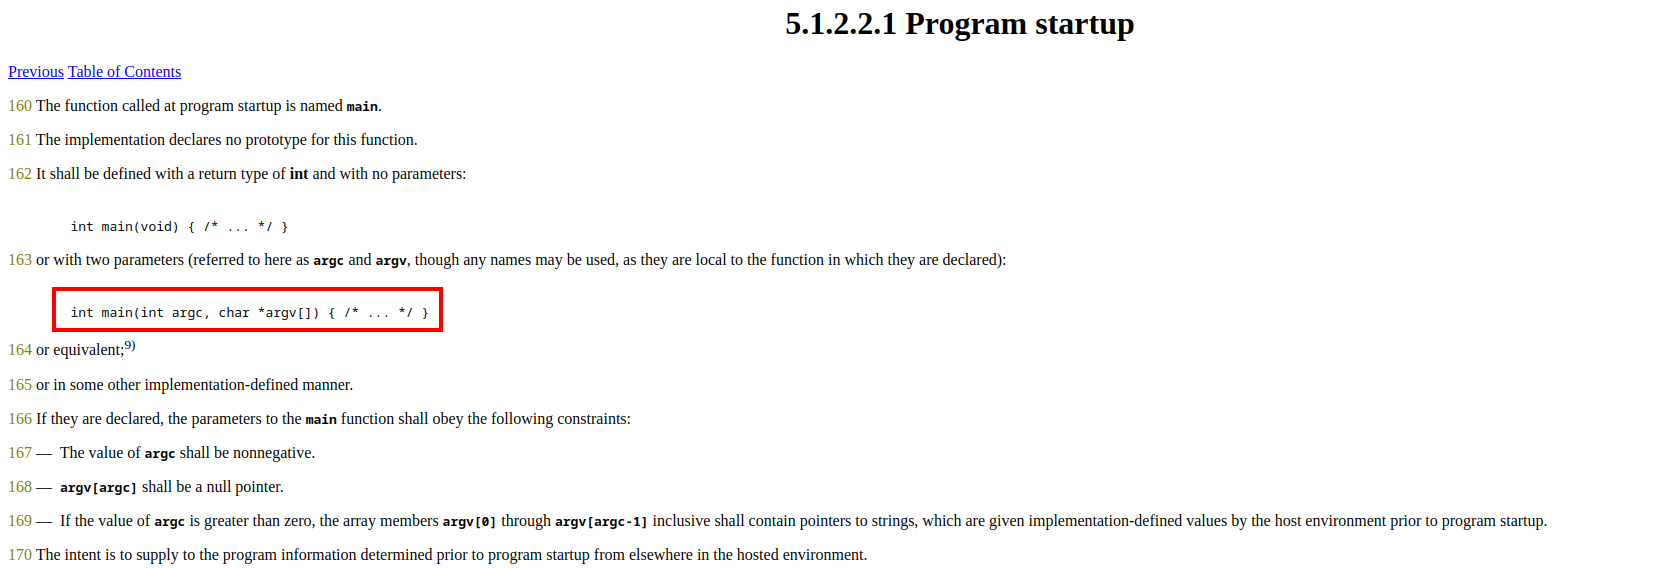 5.1.2.2.1 Program startup
Previous Table of Contents
160 The function called at program startup is named main.
161 The implementation declares no prototype for this function.
162 It shall be defined with a return type of int and with no parameters:
int main(void) { /* ... */ }
163 or with two parameters (referred to here as argc and argv, though any names may be used, as they are local to the function in which they are declared):
int main(int argc, char *argv[]) { /* ... */ }
164 or equivalent;9)
165 or in some other implementation-defined manner.
166 If they are declared, the parameters to the main function shall obey the following constraints:
167 — The value of argc shall be nonnegative.
168 — argv[argc] shall be a null pointer.
169 — If the value of argc is greater than zero, the array members argv[0] through argv[argc-1] inclusive shall contain pointers to strings, which are given implementation-defined values by the host environment prior to program startup.
170 The intent is to supply to the program information determined prior to program startup from elsewhere in the hosted environment.